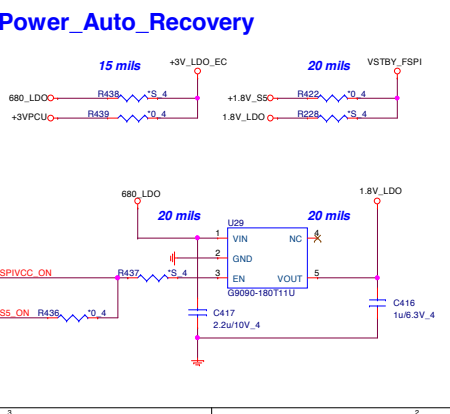 Power_Auto_Recovery
15 mils
+3V_LDO_EC
20 mils
VSTBY_FSPI
680_LDO
R438
*S_4
+3VPCU
R439
*0_4
+1.8V_S5
R422
*0_4
1.8V_LDO
R228
*S_4
680_LDO
1.8V_LDO
20 mils
U29
20 mils
1
VIN
NC
4
2
GND
SPIVCC_ON
R437
*S_4
3
EN
VOUT
5
G9090-180T11U
S5_ON
R436
*0_4
C417
2.2u/10V_4
C416
1u/6.3V_4
3
2